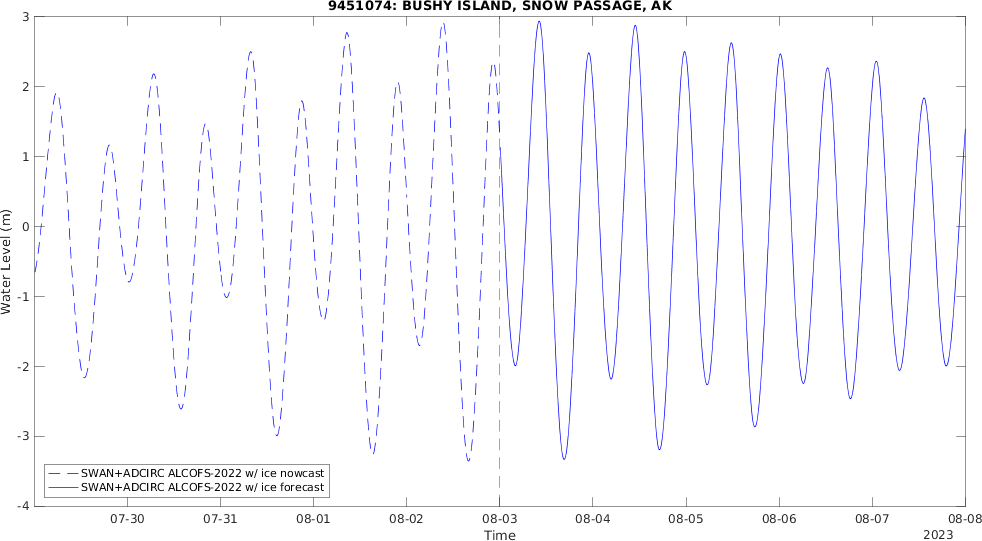 9451074: BUSHY ISLAND, SNOW PASSAGE, AK
3
2
1
0
-1
-2
-3
-4
Water Level (m)
SWAN+ADCIRC ALCOFS-2022 w/ ice nowcast
SWAN+ADCIRC ALCOFS-2022 w/ ice forecast
07-30 07-31 08-01 08-02 08-03 08-04 08-05 08-06 08-07 08-08
Time
2023